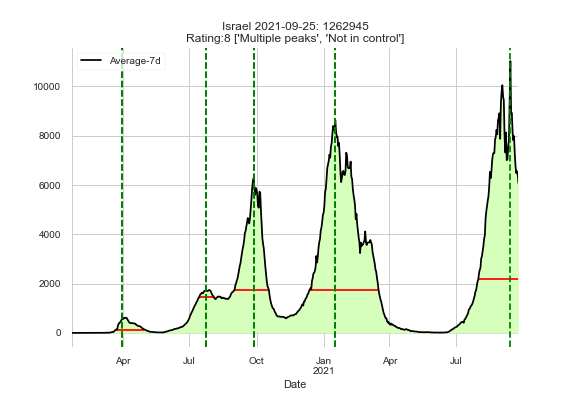 Israel 2021-09-25: 1262945
Rating:8 ['Multiple peaks', 'Not in control']
Average-7d
10000
8000
6000
4000
2000
0
Apr
Jul
Oct
Jan
2021
Apr
Jul
Date